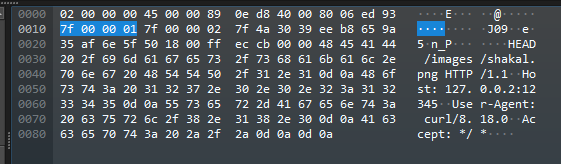 0000 02 00 00 00 45 00 00 89 0e d8 40 00 80 06 ed 93 ····E··· ··@·····
0010 7f 00 00 01 7f 00 00 02 7f 4a 30 39 ee b8 65 9a ········ ·J09··e·
0020 35 af 6e 5f 50 18 00 ff ec cb 00 00 48 45 41 44 5·n_P··· ····HEAD
0030 20 2f 69 6d 61 67 65 73 2f 73 68 61 6b 61 6c 2e /images /shakal.
0040 70 6e 67 20 48 54 54 50 2f 31 2e 31 0d 0a 48 6f png HTTP /1.1··Ho
0050 73 74 3a 20 31 32 37 2e 30 2e 30 2e 32 3a 31 32 st: 127. 0.0.2:12
0060 33 34 35 0d 0a 55 73 65 72 2d 41 67 65 6e 74 3a 345··Use r-Agent:
0070 20 63 75 72 6c 2f 38 2e 31 38 2e 30 0d 0a 41 63 curl/8. 18.0··Ac
0080 63 65 70 74 3a 20 2a 2f 2a 0d 0a 0d 0a cept: */ *····